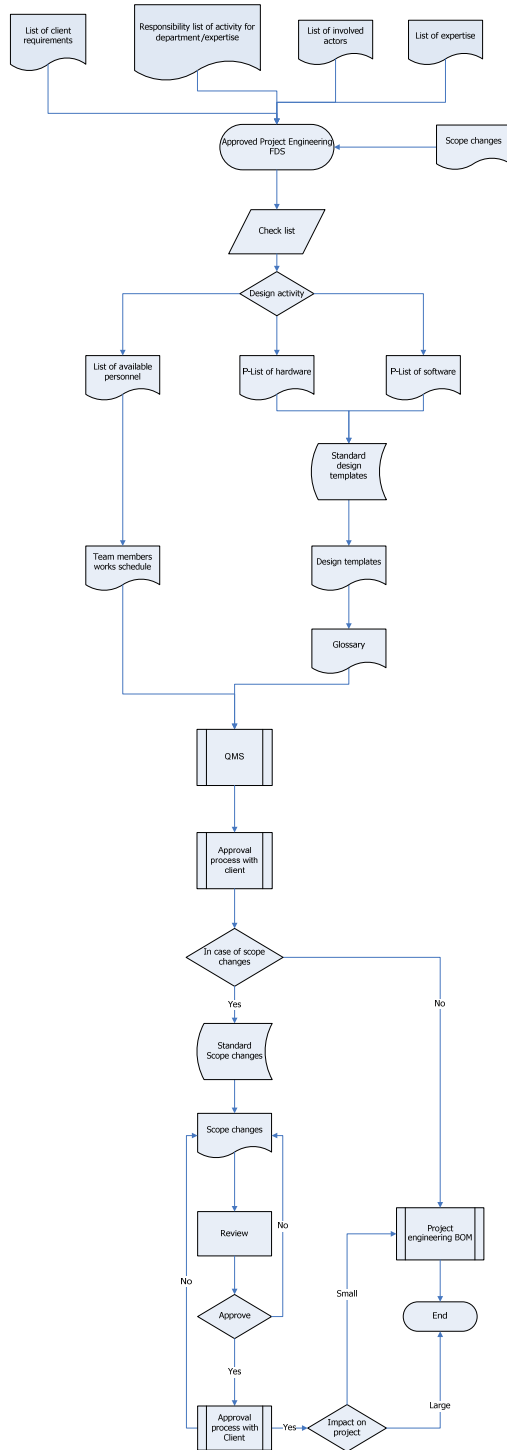 List of client
requirements
Responsibility list of activity for
department/expertise
List of involved
actors
List of expertise
Approved Project Engineering
FDS
Scope changes
Check list
Design activity
List of available
personnel
P-List of hardware
P-List of software
Standard
design
templates
Team members
works schedule
Design templates
Glossary
QMS
Approval
process with
client
In case of scope
changes
No
Yes
Standard
Scope changes
Scope changes
Review
No
Project
engineering BOM
No
Small
Approve
End
Yes
Large
Approval
process with
Client
Yes
Impact on
project